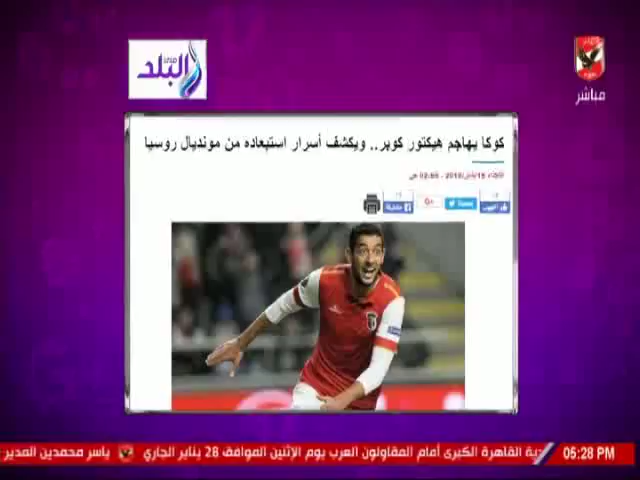 صدى
البلد
مباشر
كوكا يهاجم هيكتور كوبر.. ويكشف أسرار استبعاده من مونديال روسيا
دية القاهرة الكبرى أمام المقاولون العرب يوم الإثنين الموافق 28 يناير الجاري
ياسر محمدين المدير
05:28 PM